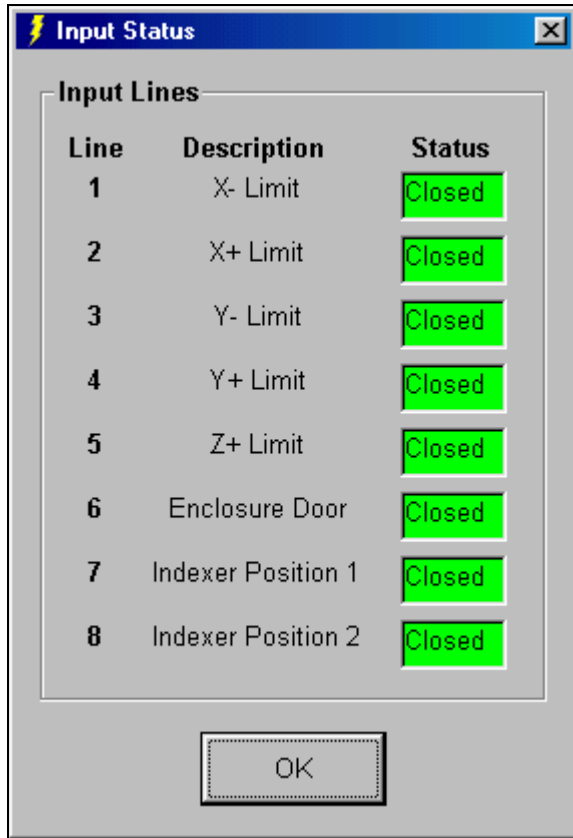 Input Status
Input Lines
Line Description Status
1 X- Limit Closed
2 X+ Limit Closed
3 Y- Limit Closed
4 Y+ Limit Closed
5 Z+ Limit Closed
6 Enclosure Door Closed
7 Indexer Position 1 Closed
8 Indexer Position 2 Closed
OK